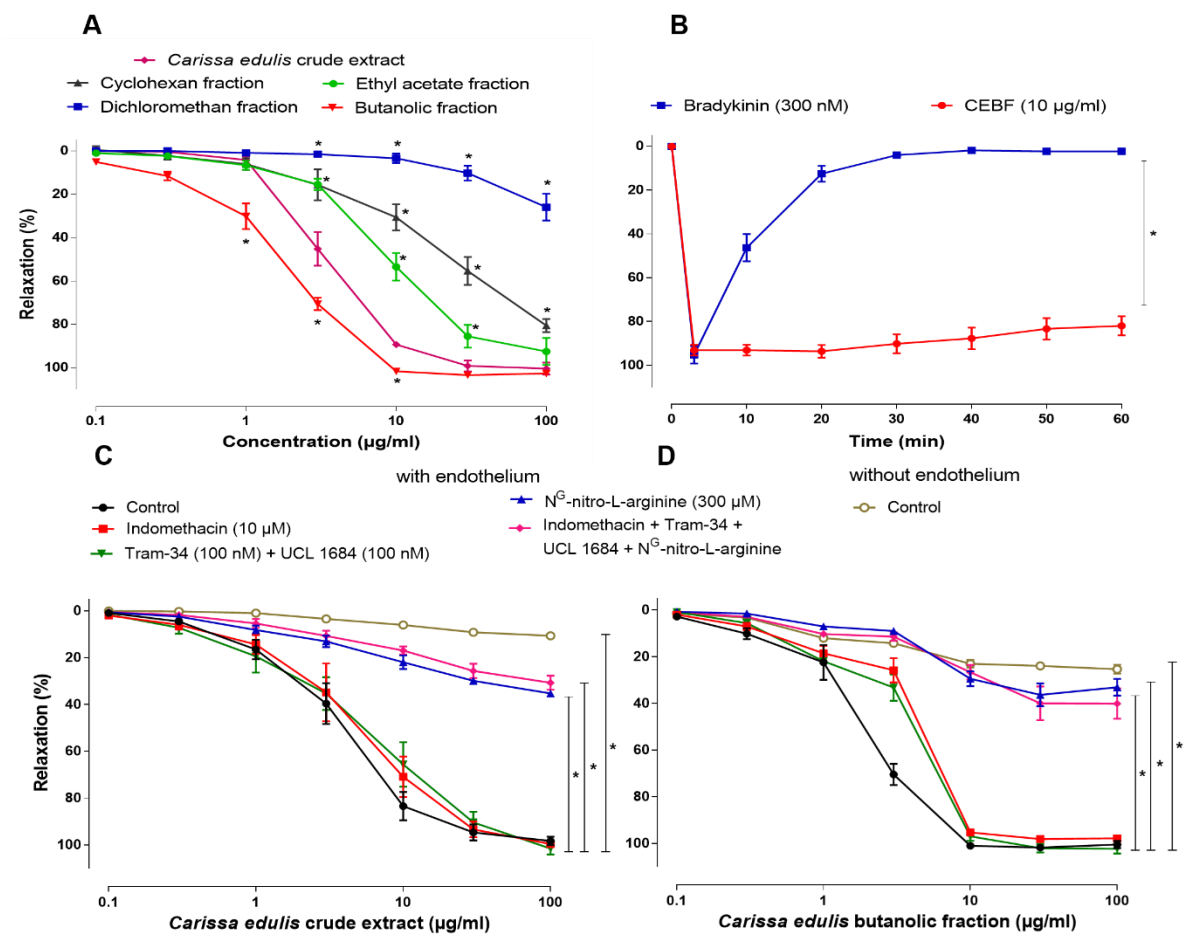 A
Carissa edulis crude extract
Cyclohexan fraction
Ethyl acetate fraction
Dichloromethan fraction
Butanolic fraction
Relaxation (%)
0
20
40
60
80
100
* * * *
* * * *
* * *
* * *
0.1 1 10 100
Concentration (µg/ml)
B
Bradykinin (300 nM)
CEBF (10 µg/ml)
0
20
40
60
80
100
*
0 10 20 30 40 50 60
Time (min)
C
with endothelium
D
without endothelium
Control
Indomethacin (10 µM)
Tram-34 (100 nM) + UCL 1684 (100 nM)
N^G-nitro-L-arginine (300 µM)
Indomethacin + Tram-34 +
UCL 1684 + N^G-nitro-L-arginine
Control
Relaxation (%)
0
20
40
60
80
100
* * *
0.1 1 10 100
Carissa edulis crude extract (µg/ml)
0
20
40
60
80
100
* * *
0.1 1 10 100
Carissa edulis butanolic fraction (µg/ml)